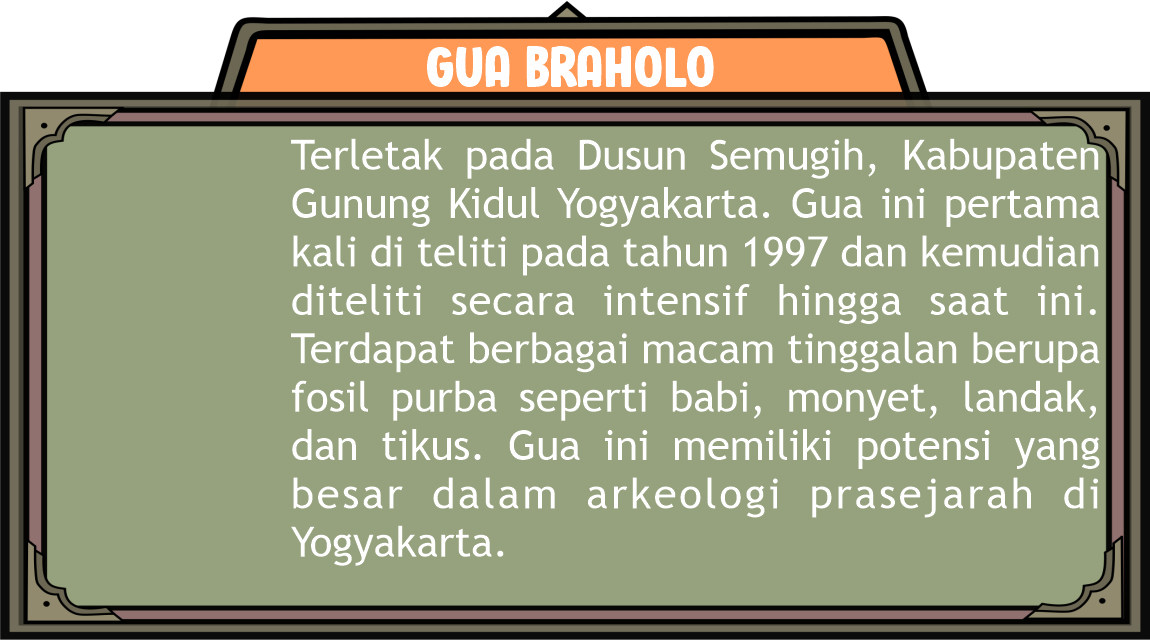 GUA BRAHOLO
Terletak pada Dusun Semugih, Kabupaten
Gunung Kidul Yogyakarta. Gua ini pertama
kali di teliti pada tahun 1997 dan kemudian
diteliti secara intensif hingga saat ini.
Terdapat berbagai macam tinggalan berupa
fosil purba seperti babi, monyet, landak,
dan tikus. Gua ini memiliki potensi yang
besar dalam arkeologi prasejarah di
Yogyakarta.